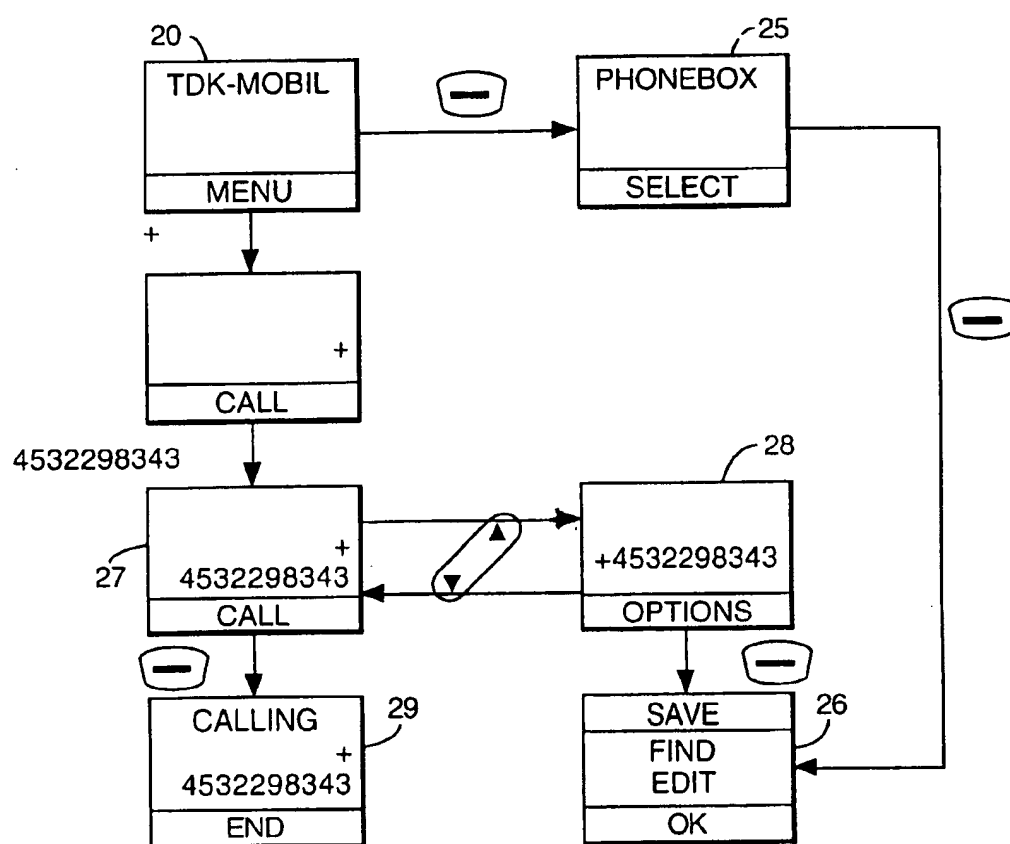 20
TDK-MOBIL
MENU
25
PHONEBOX
SELECT
+
+
CALL
4532298343
27
+
4532298343
CALL
28
+4532298343
OPTIONS
CALLING
+
4532298343
END
29
SAVE
FIND
EDIT
OK
26